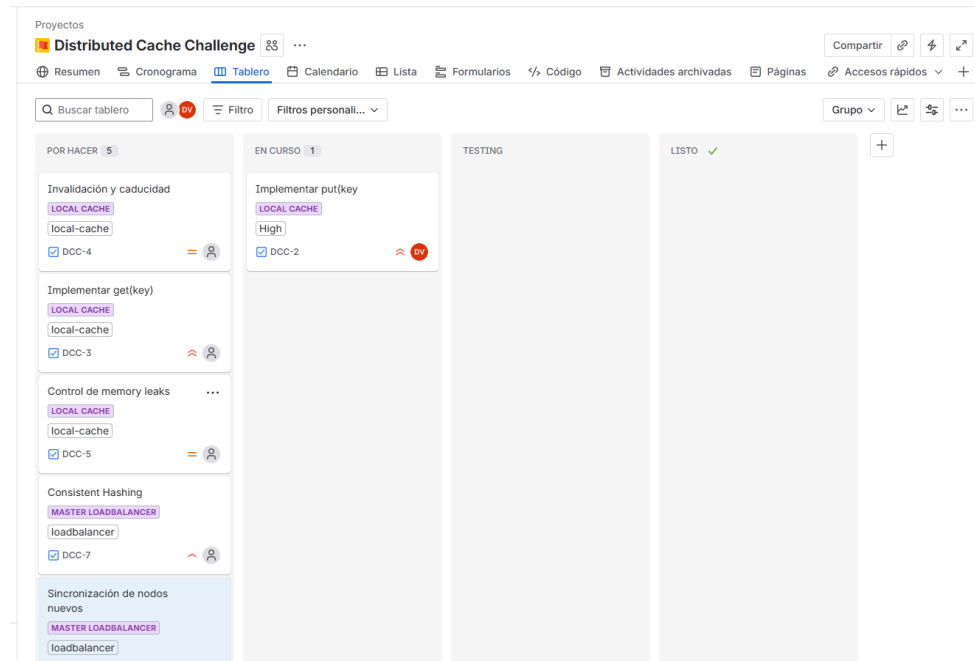 Proyectos
Distributed Cache Challenge
Compartir
Resumen Cronograma Tablero Calendario Lista Formularios Código Actividades archivadas Páginas Accesos rápidos
Buscar tablero DV Filtro Filtros personali... Grupo
POR HACER 5
Invalidación y caducidad
LOCAL CACHE
local-cache
DCC-4
Implementar get(key)
LOCAL CACHE
local-cache
DCC-3
Control de memory leaks
LOCAL CACHE
local-cache
DCC-5
Consistent Hashing
MASTER LOADBALANCER
loadbalancer
DCC-7
Sincronización de nodos
nuevos
MASTER LOADBALANCER
loadbalancer
EN CURSO 1
Implementar put(key
LOCAL CACHE
High
DCC-2 DV
TESTING
LISTO